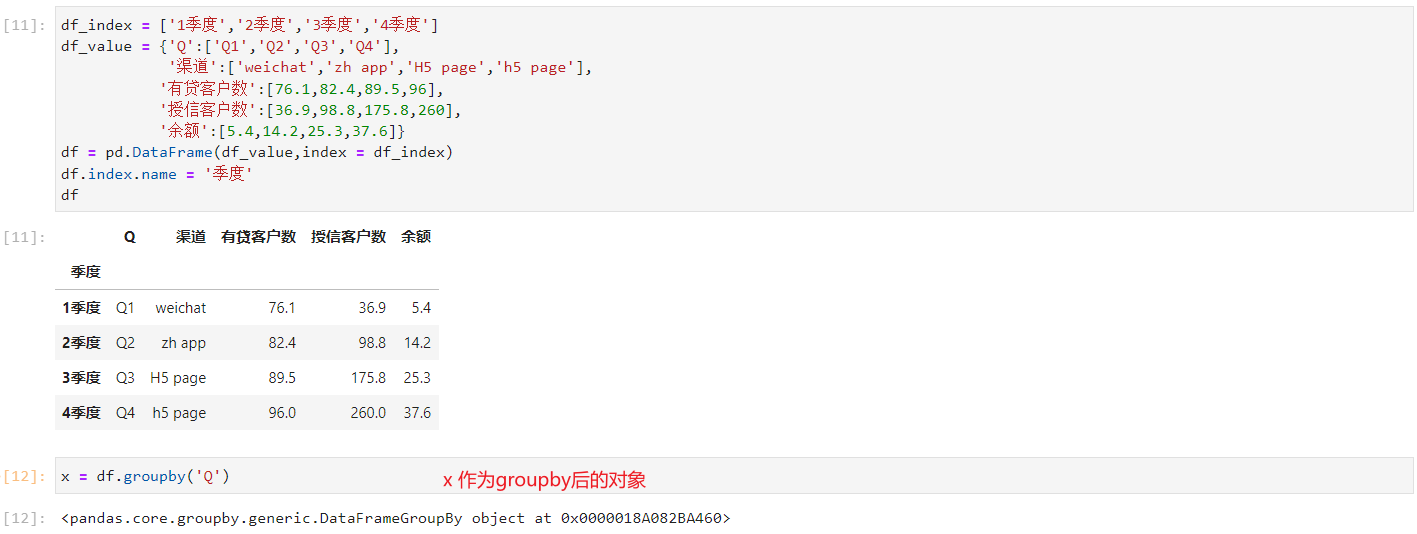 [11]: df_index = ['1季度','2季度','3季度','4季度']
df_value = {'Q':['Q1','Q2','Q3','Q4'],
'渠道':['weichat','zh app','H5 page','h5 page'],
'有贷客户数':[76.1,82.4,89.5,96],
'授信客户数':[36.9,98.8,175.8,260],
'余额':[5.4,14.2,25.3,37.6]}
df = pd.DataFrame(df_value,index = df_index)
df.index.name = '季度'
df
[11]: Q 渠道 有贷客户数 授信客户数 余额
季度
1季度 Q1 weichat 76.1 36.9 5.4
2季度 Q2 zh app 82.4 98.8 14.2
3季度 Q3 H5 page 89.5 175.8 25.3
4季度 Q4 h5 page 96.0 260.0 37.6
[12]: x = df.groupby('Q') x 作为groupby后的对象
[12]: <pandas.core.groupby.generic.DataFrameGroupBy object at 0x0000018A082BA460>